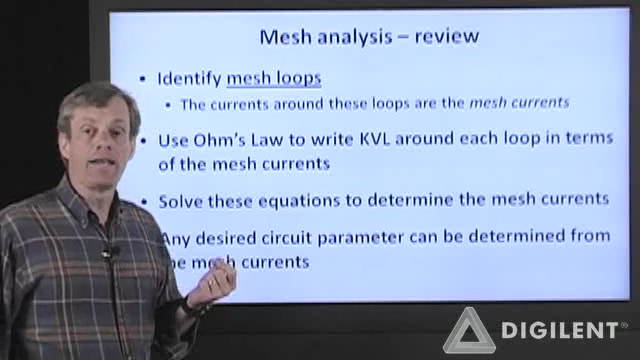 Mesh analysis – review
• Identify mesh loops
• The currents around these loops are the mesh currents
• Use Ohm's Law to write KVL around each loop in terms
of the mesh currents
• Solve these equations to determine the mesh currents
Any desired circuit parameter can be determined from
the mesh currents
DIGILENT®